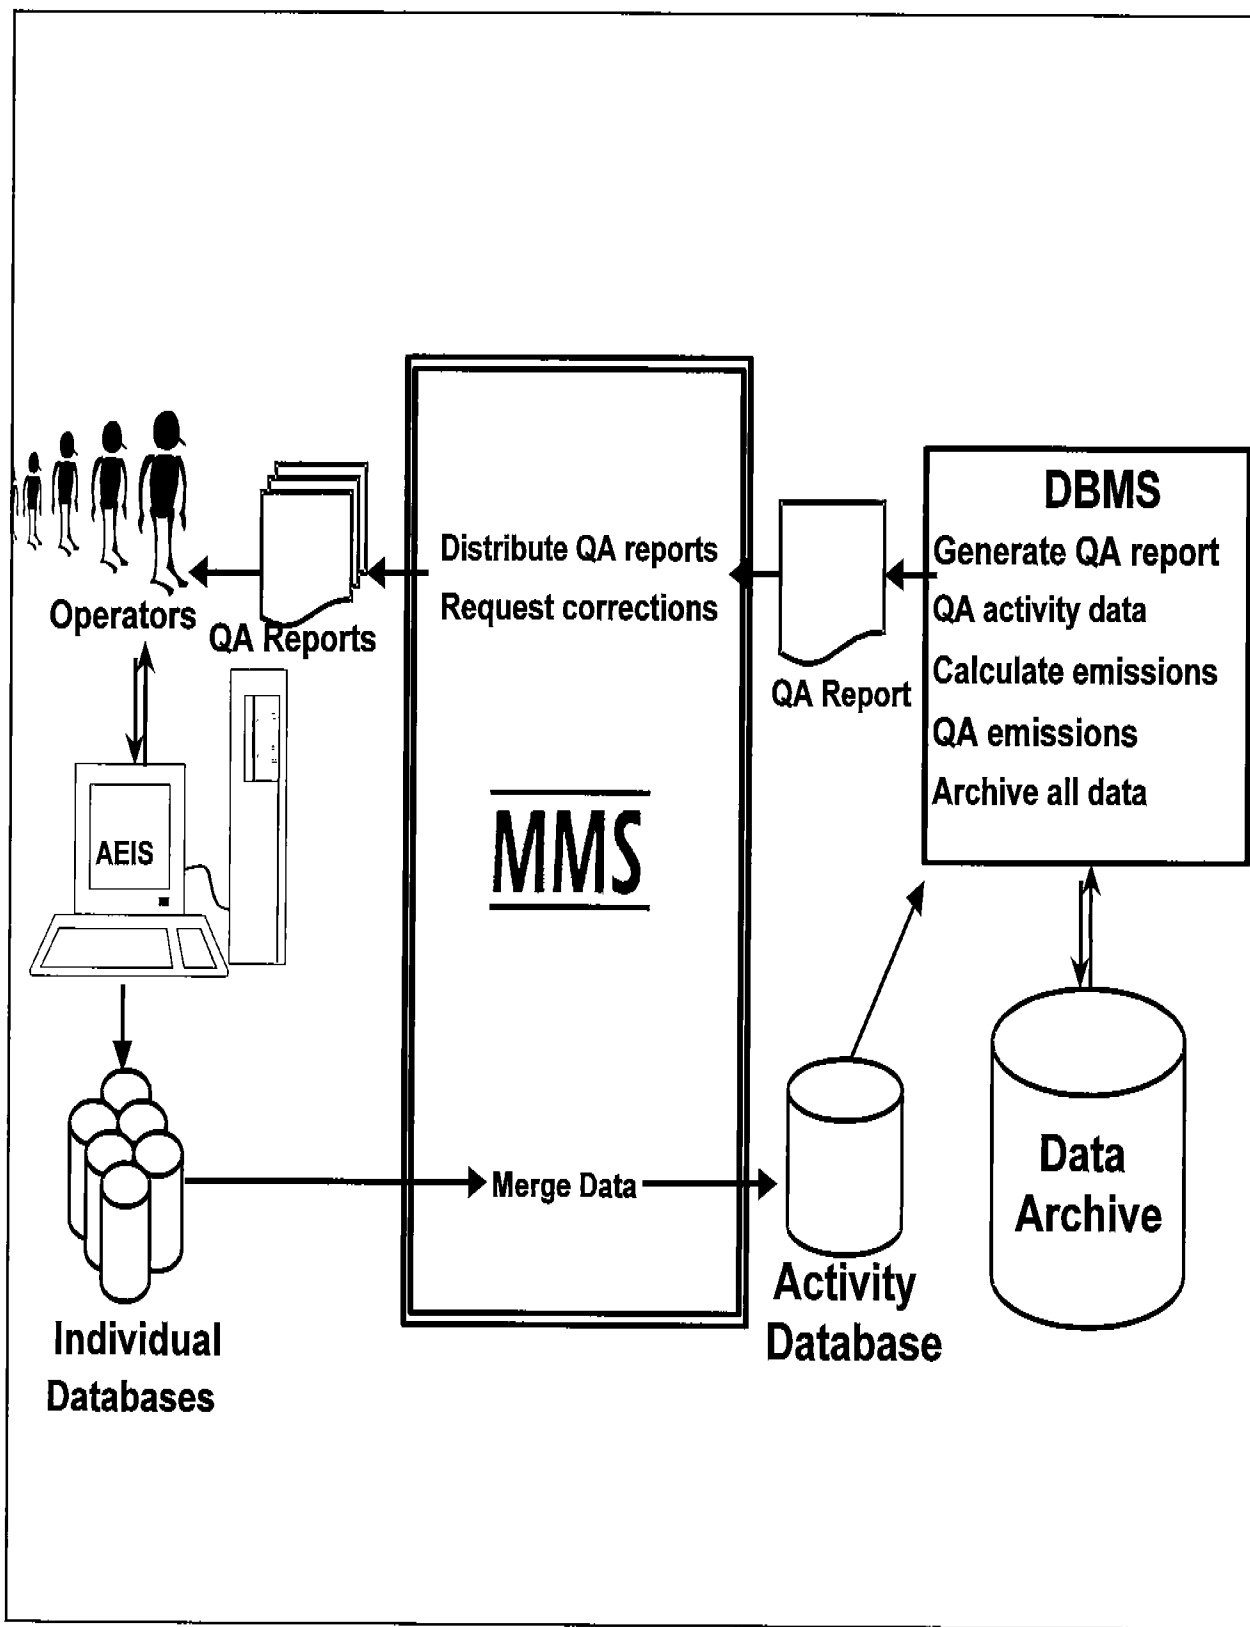 Operators
QA Reports
AEIS
Individual
Databases
Distribute QA reports
Request corrections
MMS
Merge Data
QA Report
DBMS
Generate QA report
QA activity data
Calculate emissions
QA emissions
Archive all data
Activity
Database
Data
Archive